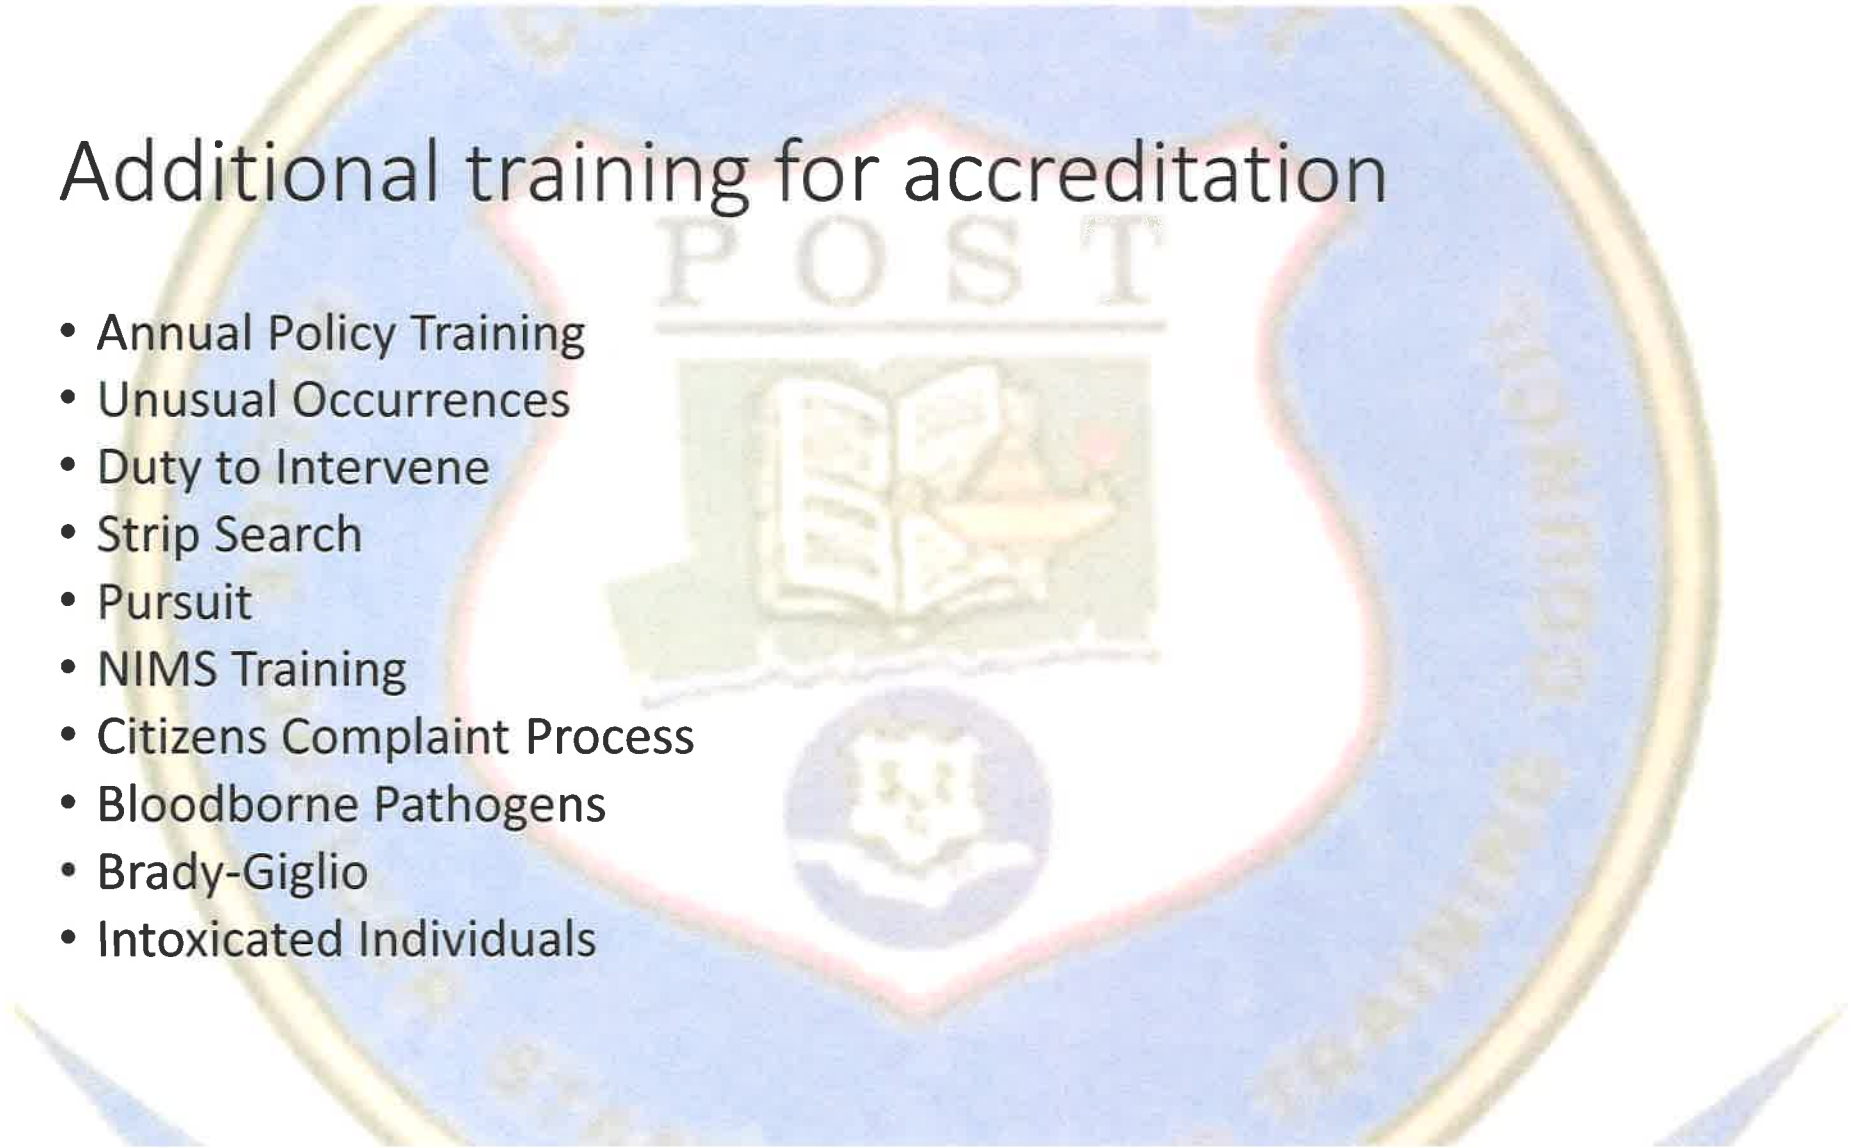 Additional training for accreditation
POST
• Annual Policy Training
• Unusual Occurrences
• Duty to Intervene
• Strip Search
• Pursuit
• NIMS Training
• Citizens Complaint Process
• Bloodborne Pathogens
• Brady-Giglio
• Intoxicated Individuals
TRAINING